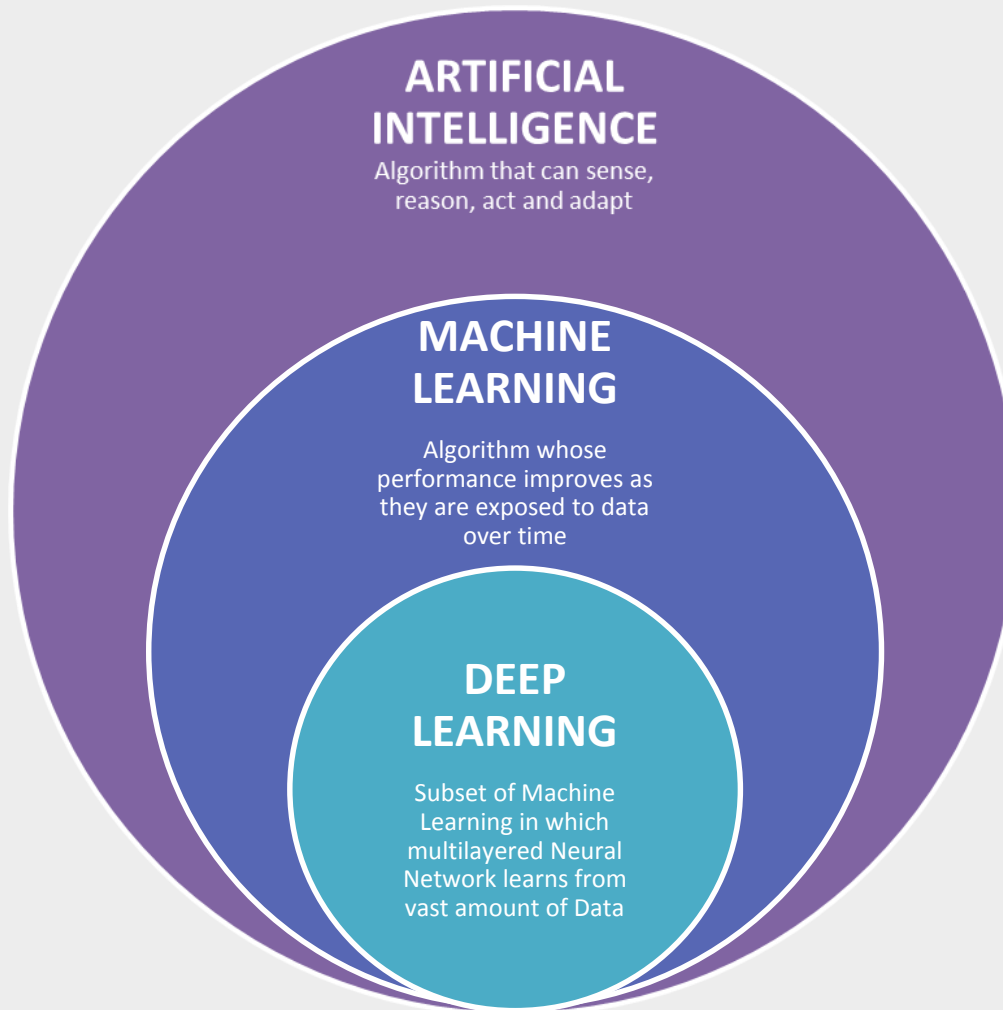 ARTIFICIAL
INTELLIGENCE
Algorithm that can sense,
reason, act and adapt
MACHINE
LEARNING
Algorithm whose
performance improves as
they are exposed to data
over time
DEEP
LEARNING
Subset of Machine
Learning in which
multilayered Neural
Network learns from
vast amount of Data